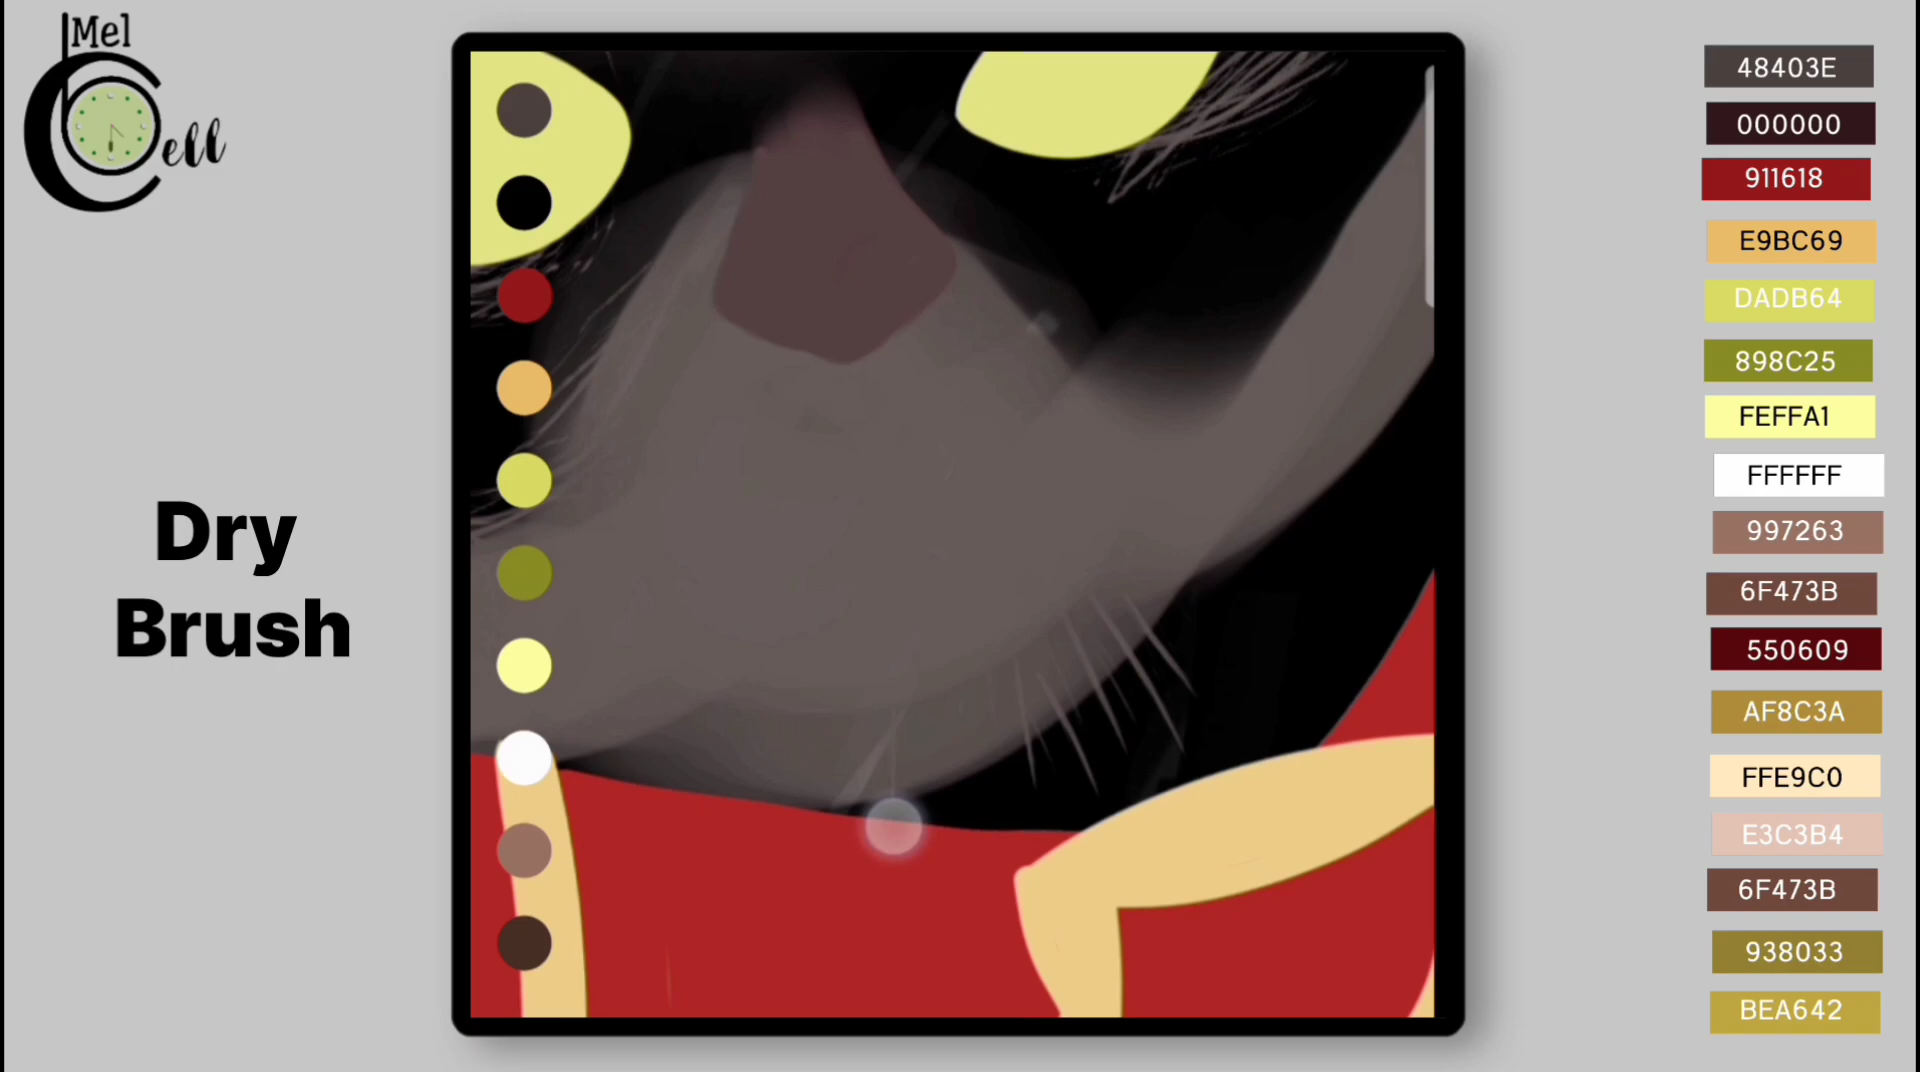 Mel
Cell
Dry
Brush
48403E
000000
911618
E9BC69
DADB64
898C25
FEFFA1
FFFFFF
997263
6F473B
550609
AF8C3A
FFE9C0
E3C3B4
6F473B
938033
BEA642